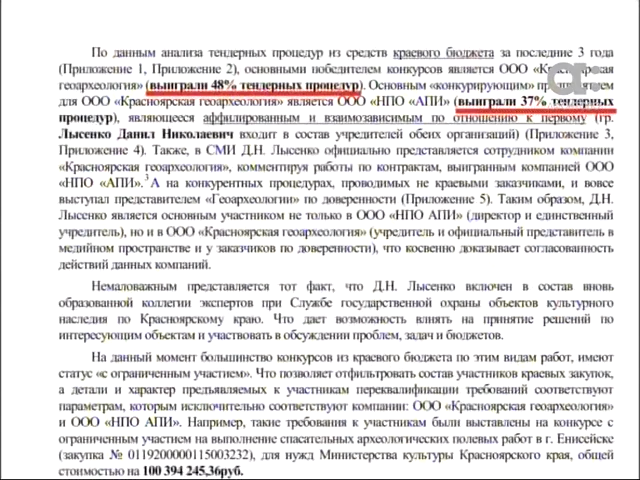 По данным анализа тендерных процедур из средств краевого бюджета за последние 3 года
(Приложение 1, Приложение 2), основными победителем конкурсов является ООО «Красноярская
геоархеология» (выиграли 48% тендерных процедур). Основным «конкурирующим»
для ООО «Красноярская геоархеология» является ООО «НПО «АПИ» (выиграли 37% тендерных
процедур), являющееся аффилированным и взаимозависимым по отношению к первому (гр.
Лысенко Данил Николаевич входит в состав учредителей обеих организаций) (Приложение 3,
Приложение 4). Также, в СМИ Д.Н. Лысенко официально представляется сотрудником компании
«Красноярская геоархеология», комментируя работы по контрактам, выигранным компанией ООО
«НПО «АПИ».3 А на конкурентных процедурах, проводимых не краевыми заказчиками, и вовсе
выступал представителем «Геоархеологии» по доверенности (Приложение 5). Таким образом, Д.Н.
Лысенко является основным участником не только в ООО «НПО АПИ» (директор и единственный
учредитель), но и в ООО «Красноярская геоархеология» (учредитель и официальный представитель в
медийном пространстве и у заказчиков по доверенности), что косвенно доказывает согласованность
действий данных компаний.
Немаловажным представляется тот факт, что Д.Н. Лысенко включен в состав вновь
образованной коллегии экспертов при Службе государственной охраны объектов культурного
наследия по Красноярскому краю. Что дает возможность влиять на принятие решений по
интересующим объектам и участвовать в обсуждении проблем, задач и бюджетов.
На данный момент большинство конкурсов из краевого бюджета по этим видам работ, имеют
статус «с ограниченным участием». Что позволяет отфильтровать состав участников краевых закупок,
а детали и характер предъявляемых к участникам переквалификации требований соответствуют
параметрам, которым исключительно соответствуют компании: ООО «Красноярская геоархеология»
и ООО «НПО АПИ». Например, такие требования к участникам были выставлены на конкурсе с
ограниченным участием на выполнение спасательных археологических полевых работ в г. Енисейске
(закупка № 0119200000115003232), для нужд Министерства культуры Красноярского края, общей
стоимостью на 100 394 245,36руб.